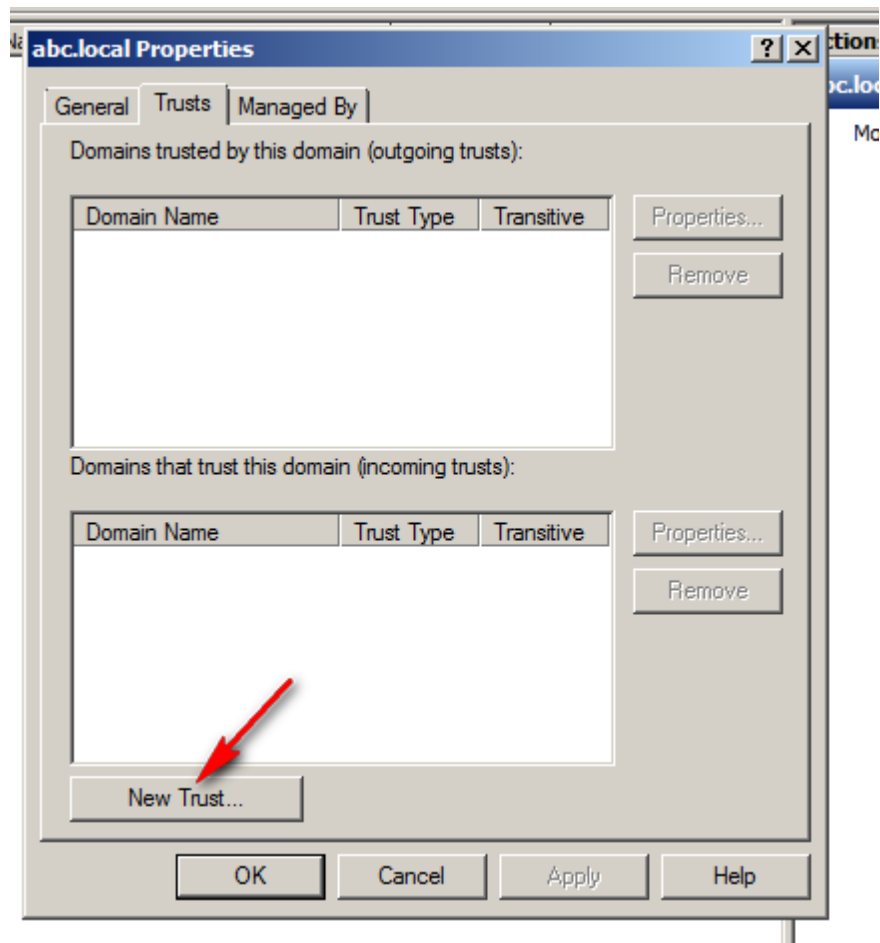 abc.local Properties
General Trusts Managed By
Domains trusted by this domain (outgoing trusts):
Domain Name Trust Type Transitive
Properties...
Remove
Domains that trust this domain (incoming trusts):
Domain Name Trust Type Transitive
Properties...
Remove
New Trust...
OK Cancel Apply Help